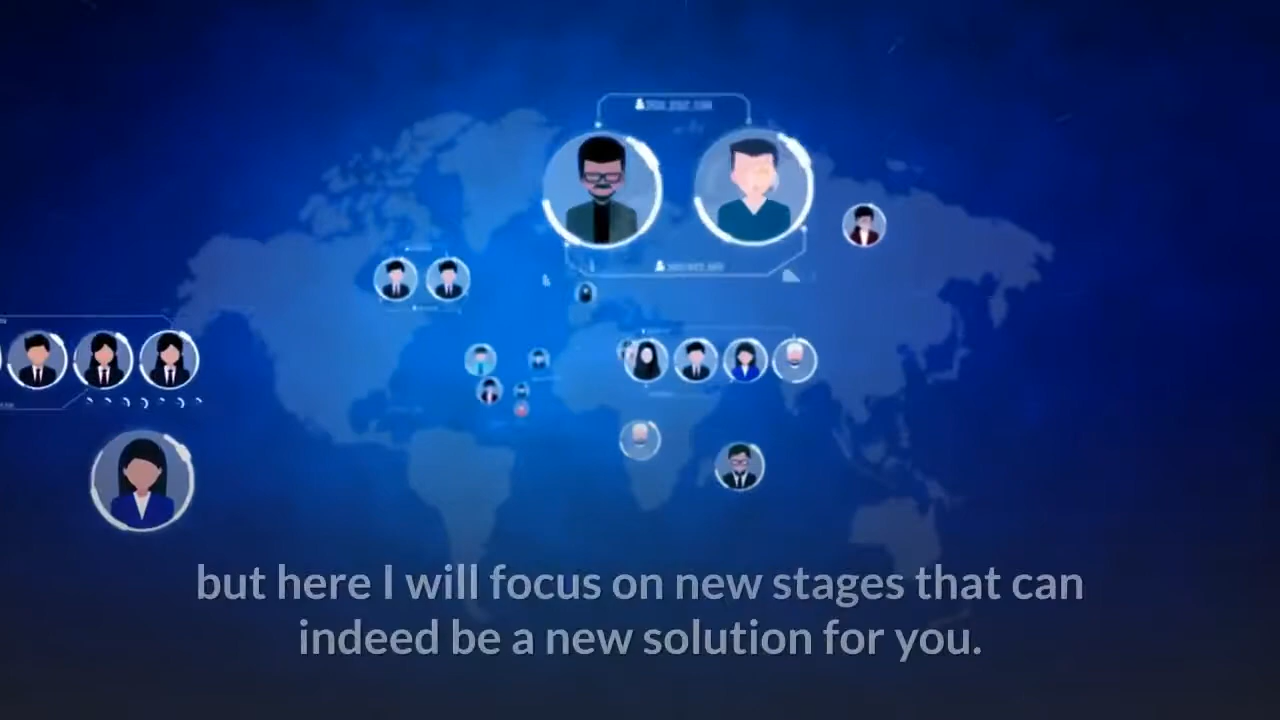 but here I will focus on new stages that can
indeed be a new solution for you.